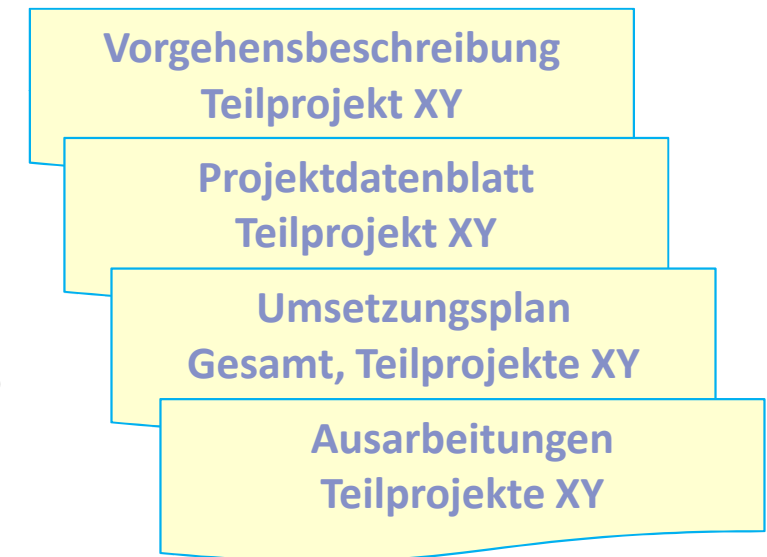 Vorgehensbeschreibung
Teilprojekt XY
Projektdatenblatt
Teilprojekt XY
Umsetzungsplan
Gesamt, Teilprojekte XY
Ausarbeitungen
Teilprojekte XY